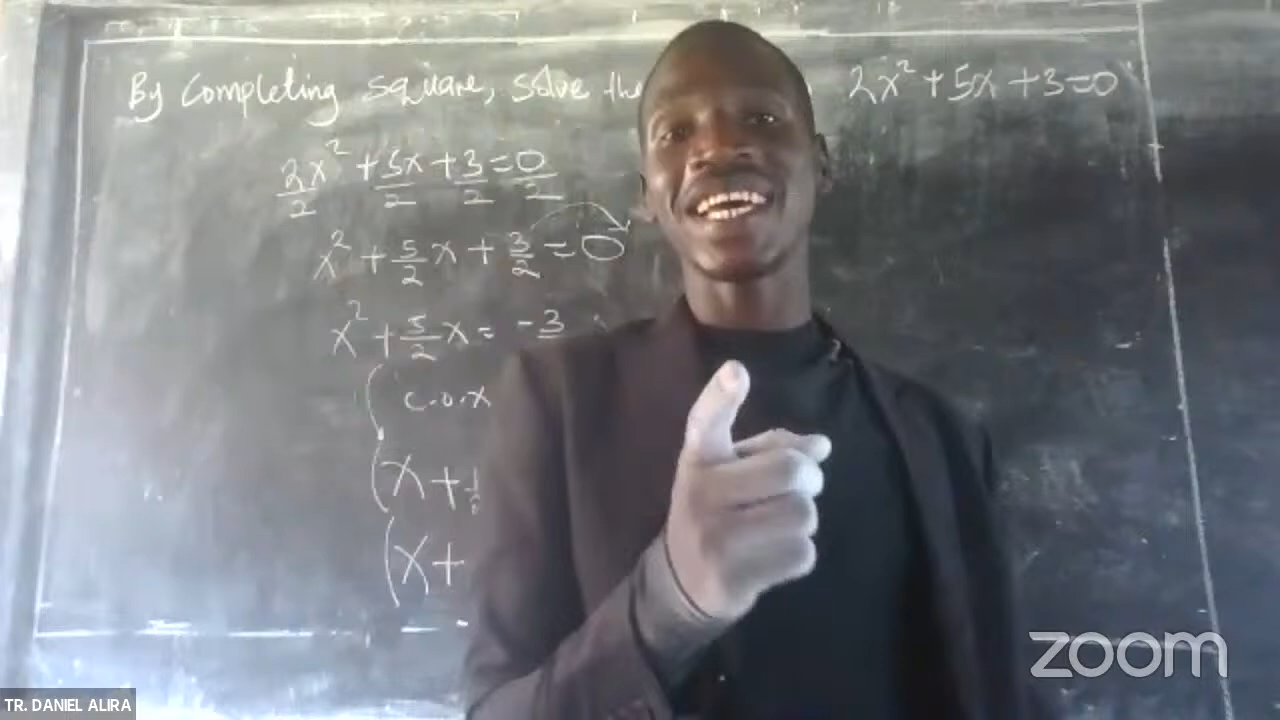 By completing square, solve the 2x² + 5x + 3 = 0
2x²/2 + 5x/2 + 3/2 = 0/2
x² + 5/2 x + 3/2 = 0
x² + 5/2 x = -3
c.o.x
(x +
(x +
zoom
TR. DANIEL ALIRA